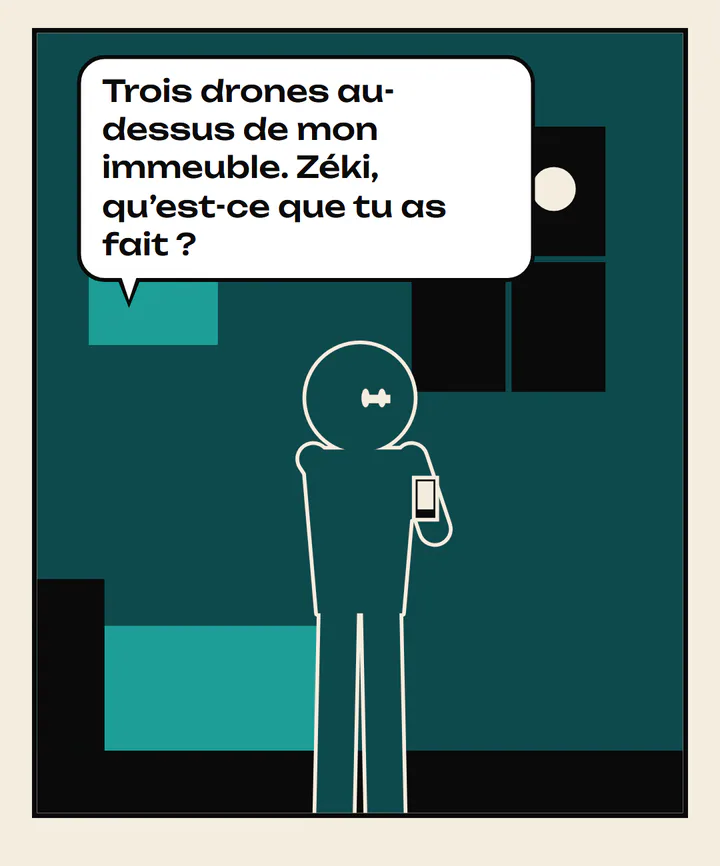 Trois drones au-
dessus de mon
immeuble. Zéki,
qu’est-ce que tu as
fait ?